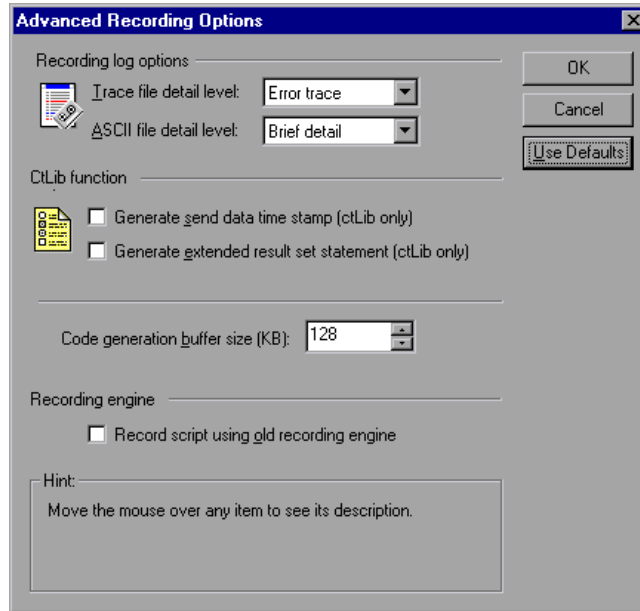 Advanced Recording Options
Recording log options
Trace file detail level: Error trace
ASCII file detail level: Brief detail
OK
Cancel
Use Defaults
CtLib function
Generate send data time stamp (ctLib only)
Generate extended result set statement (ctLib only)
Code generation buffer size (KB): 128
Recording engine
Record script using old recording engine
Hint:
Move the mouse over any item to see its description.